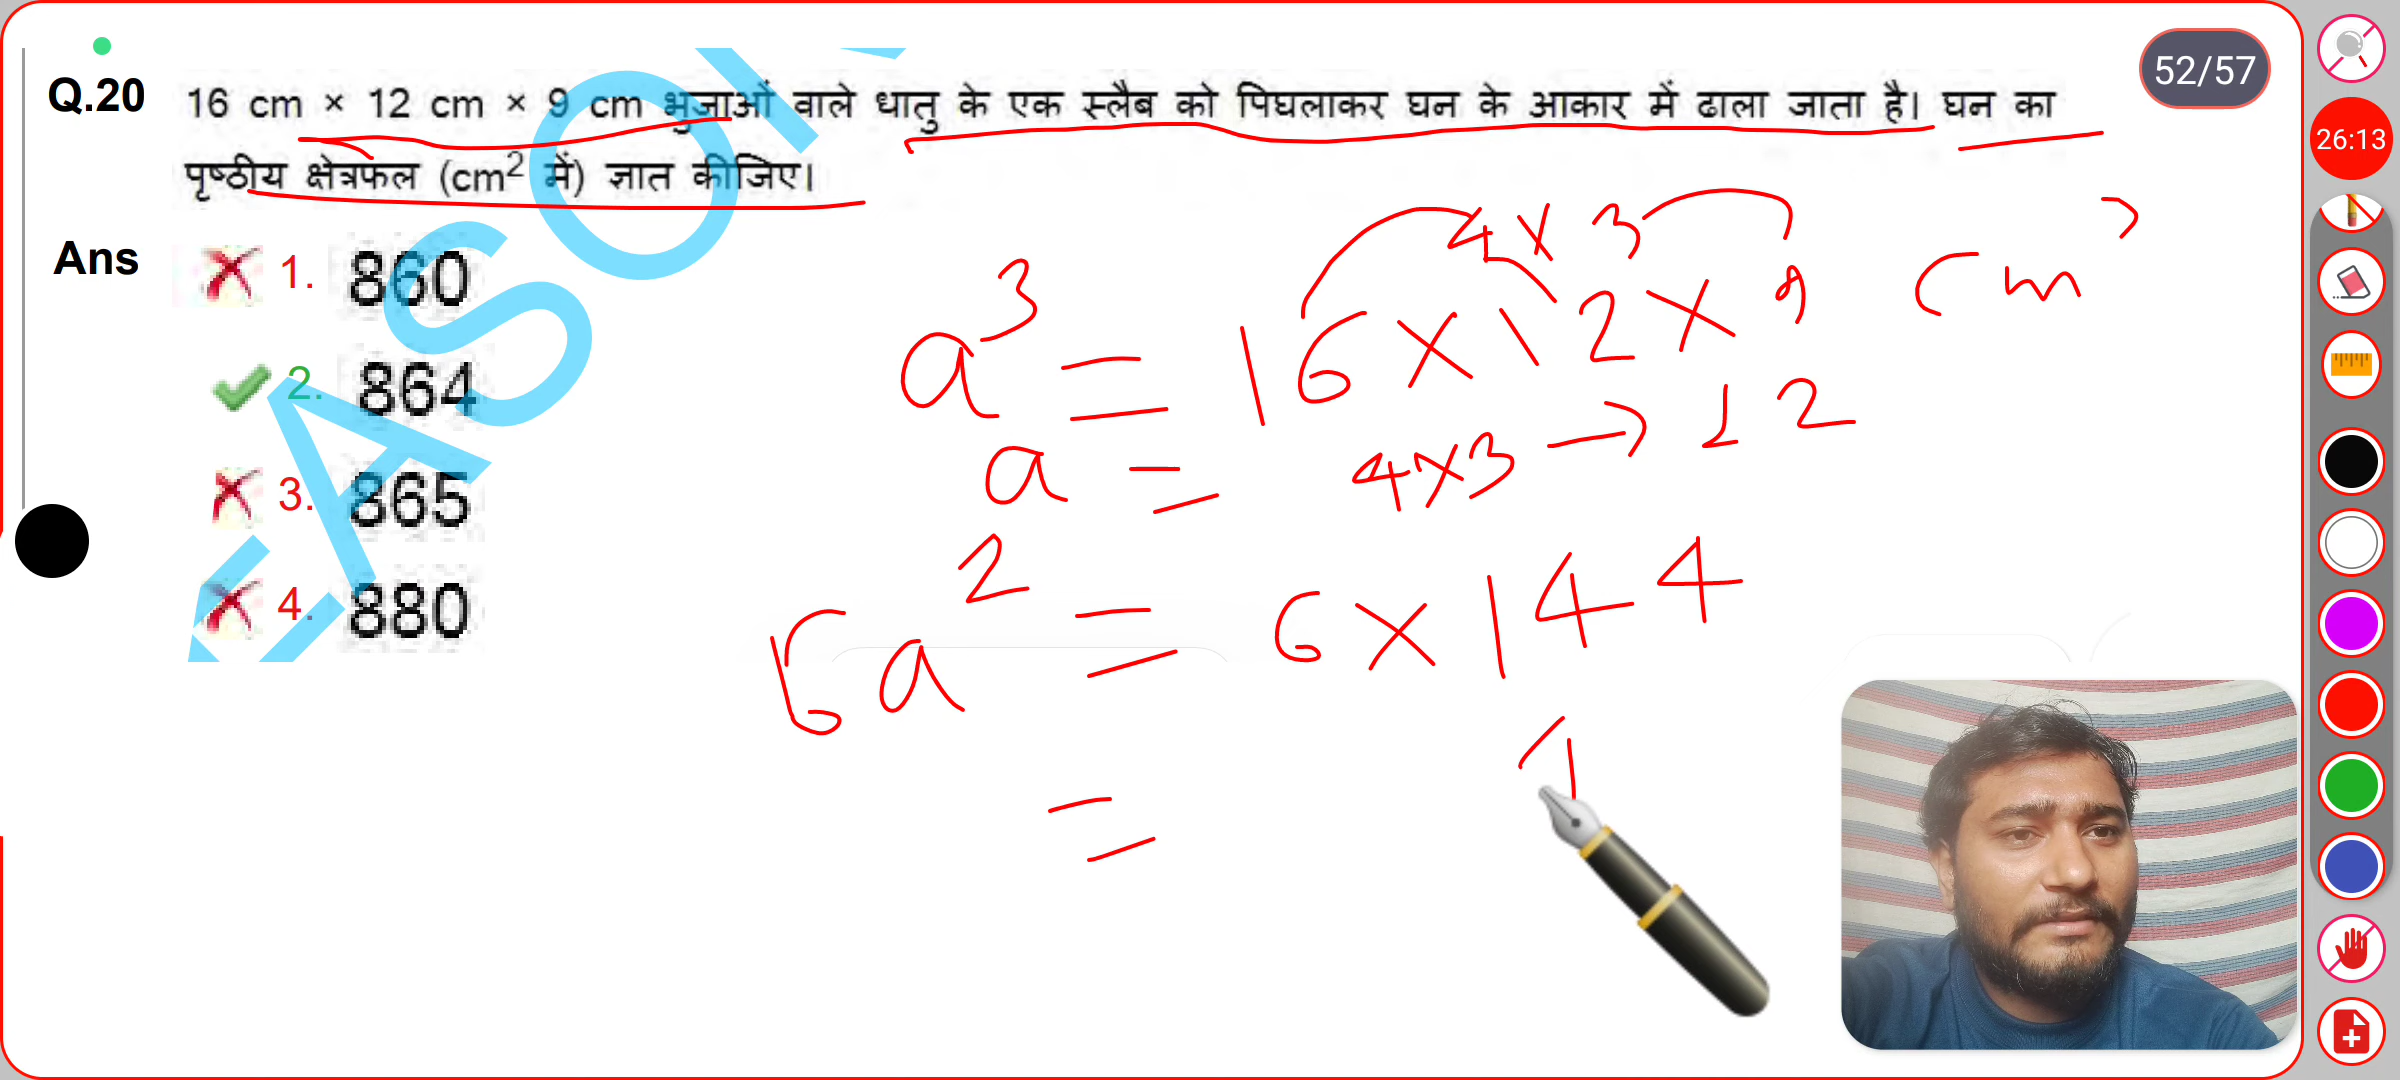 52/57
26:13
Q.20 16 cm × 12 cm × 9 cm भुजाओं वाले धातु के एक स्लैब को पिघलाकर घन के आकार में ढाला जाता है। घन का
पृष्ठीय क्षेत्रफल (cm² में) ज्ञात कीजिए।
Ans
1. 860
2. 864
3. 865
4. 880
EASON
4 × 3
a³ = 16 × 12 × 9 cm³
a = 4×3 → 12
6a² = 6 × 144
=